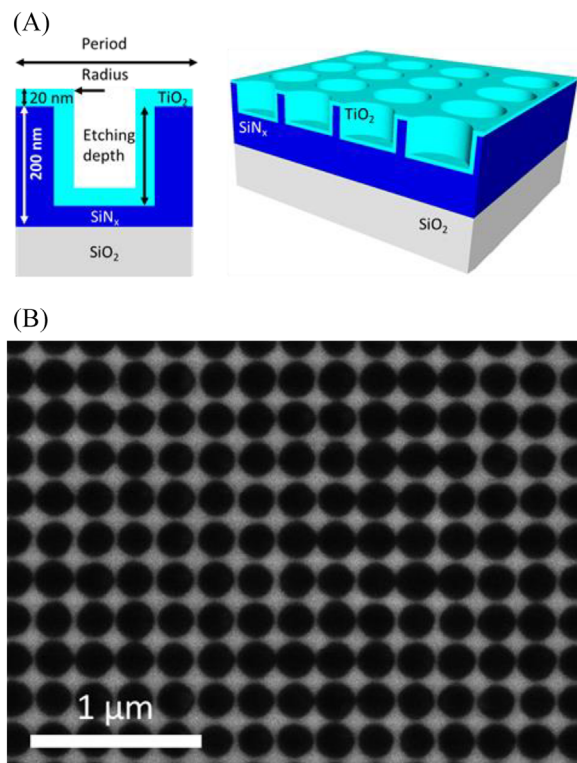 (A)
Period
Radius
20 nm
TiO₂
Etching
depth
200 nm
SiNₓ
SiO₂
TiO₂
SiNₓ
SiO₂
(B)
1 μm